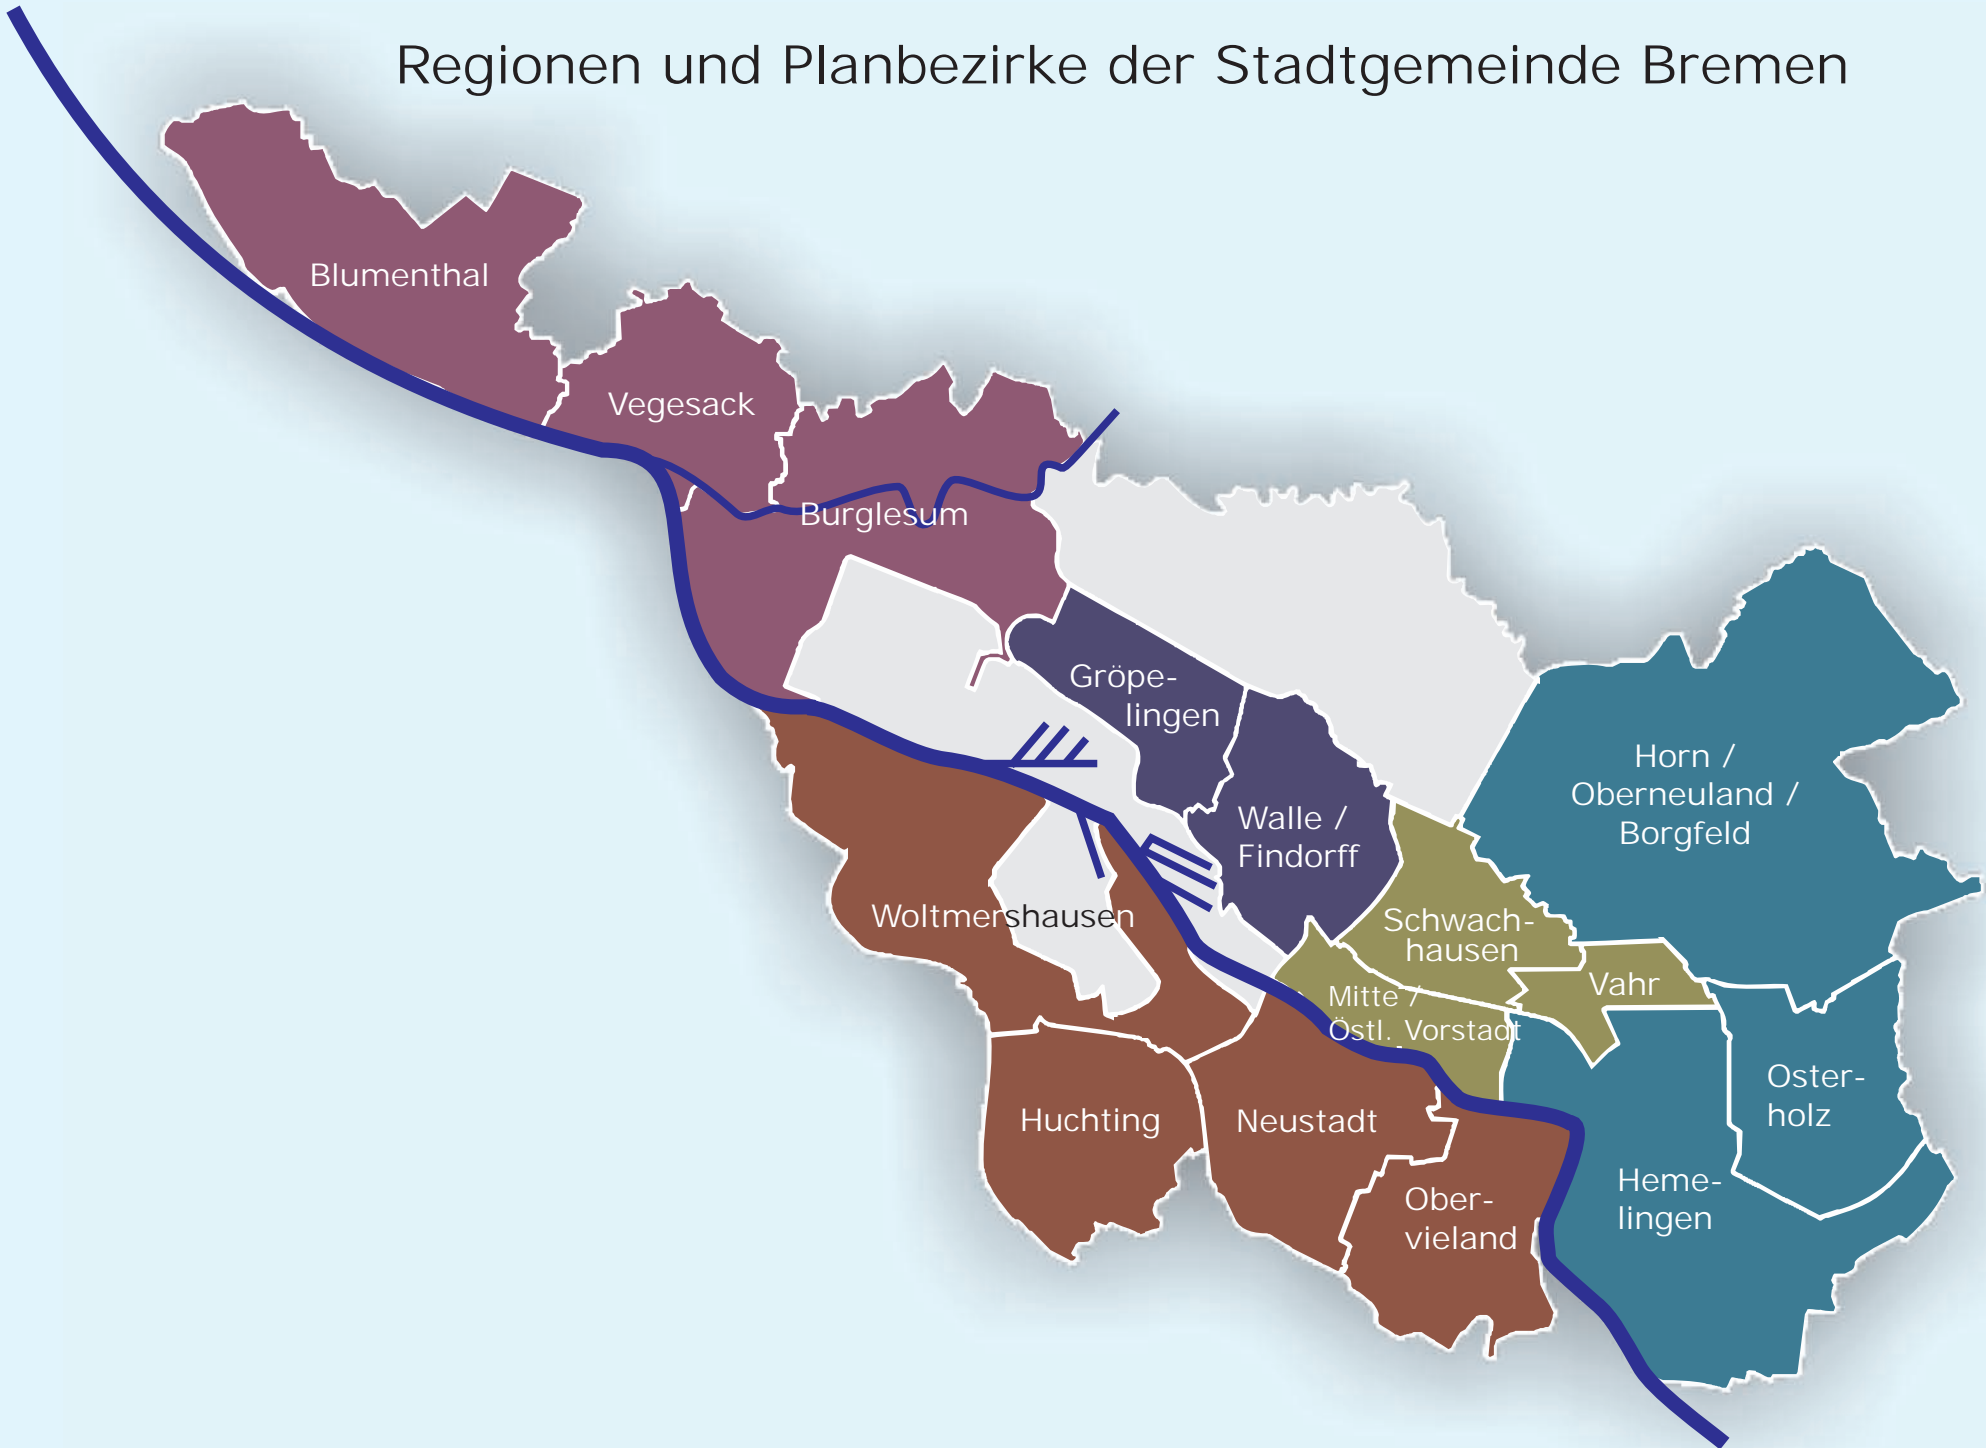 Regionen und Planbezirke der Stadtgemeinde Bremen
Blumenthal
Vegesack
Burglesum
Gröpe-
lingen
Walle /
Findorff
Horn /
Oberneuland /
Borgfeld
Woltmershausen
Schwach-
hausen
Vahr
Mitte /
Östl. Vorstadt
Huchting
Neustadt
Oster-
holz
Ober-
vieland
Heme-
lingen